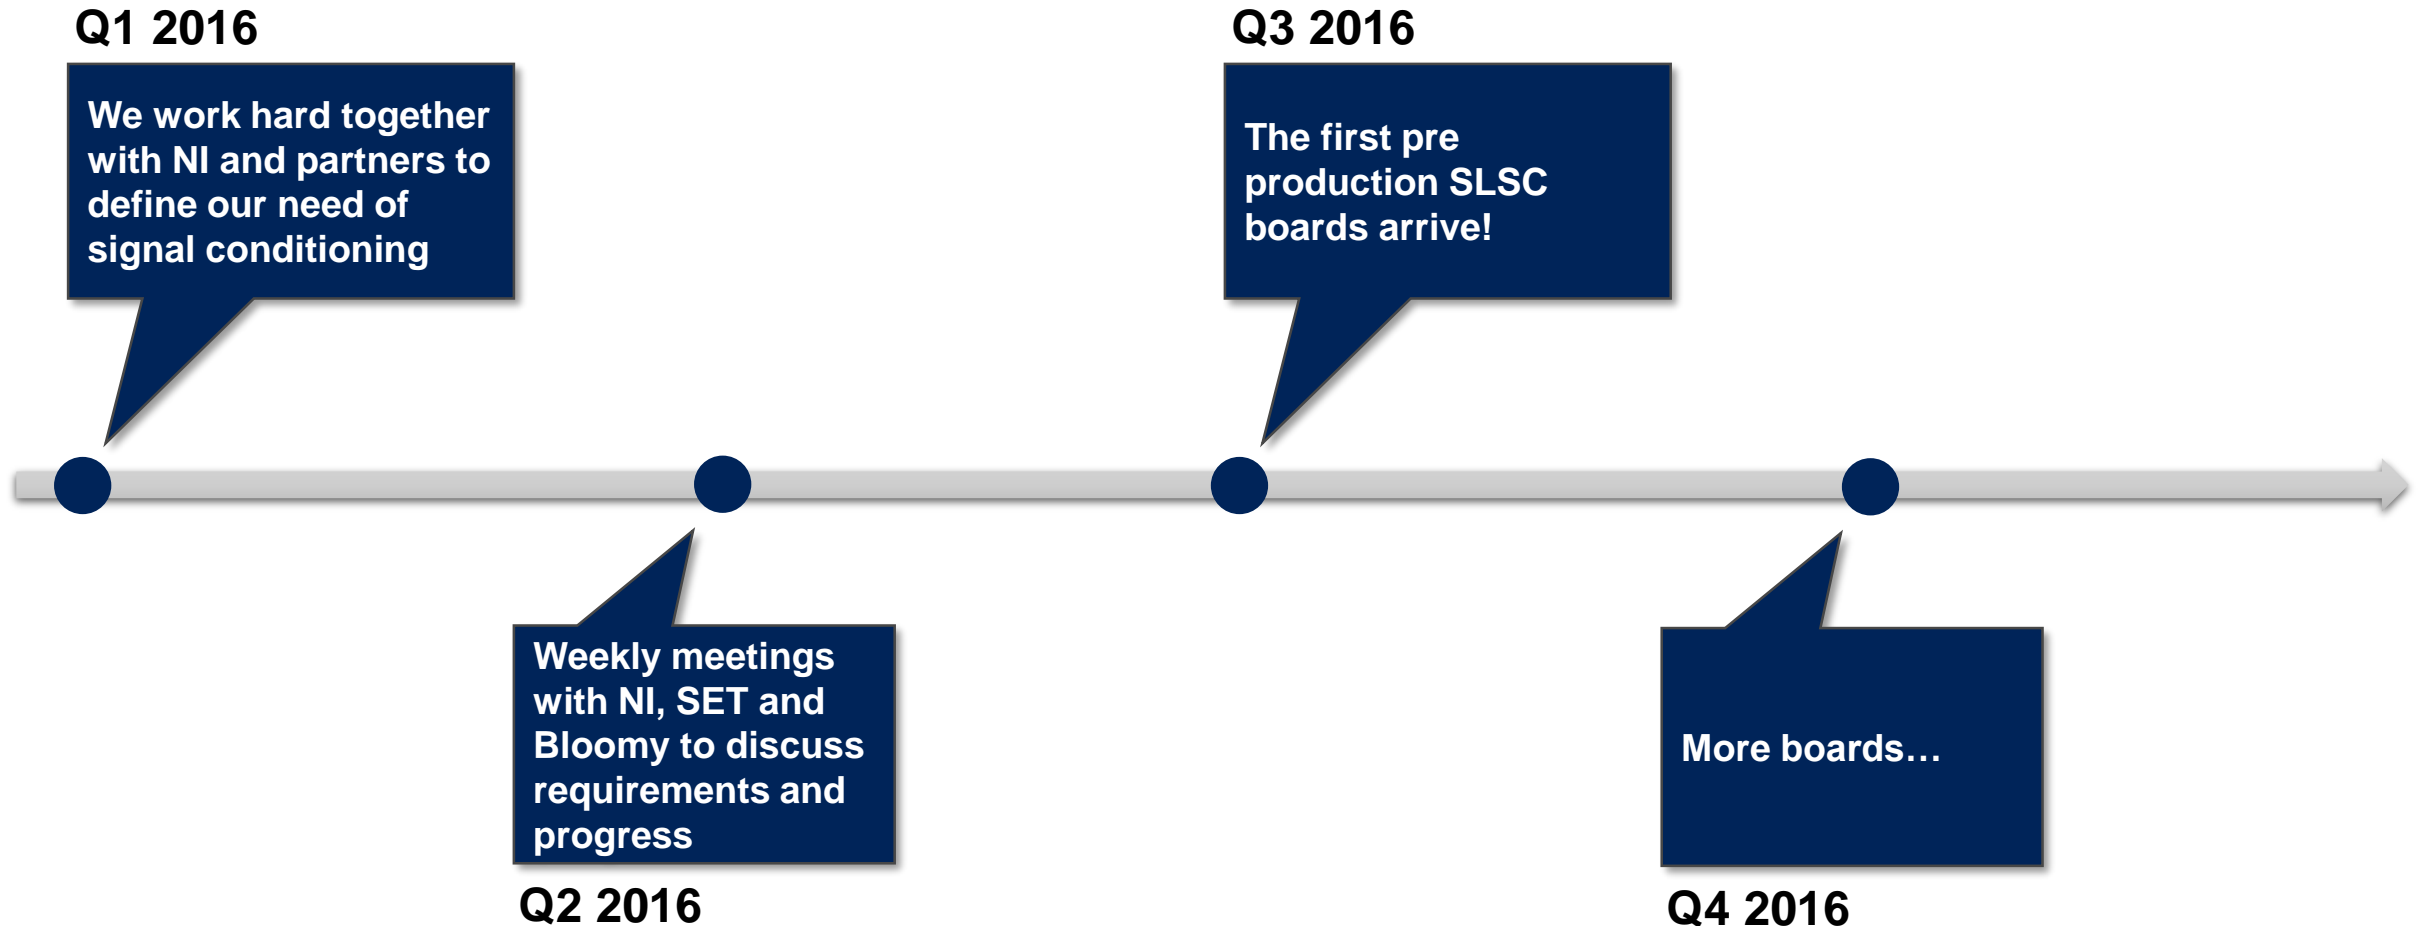 Q1 2016
We work hard together
with NI and partners to
define our need of
signal conditioning
Weekly meetings
with NI, SET and
Bloomy to discuss
requirements and
progress
Q2 2016
Q3 2016
The first pre
production SLSC
boards arrive!
More boards…
Q4 2016